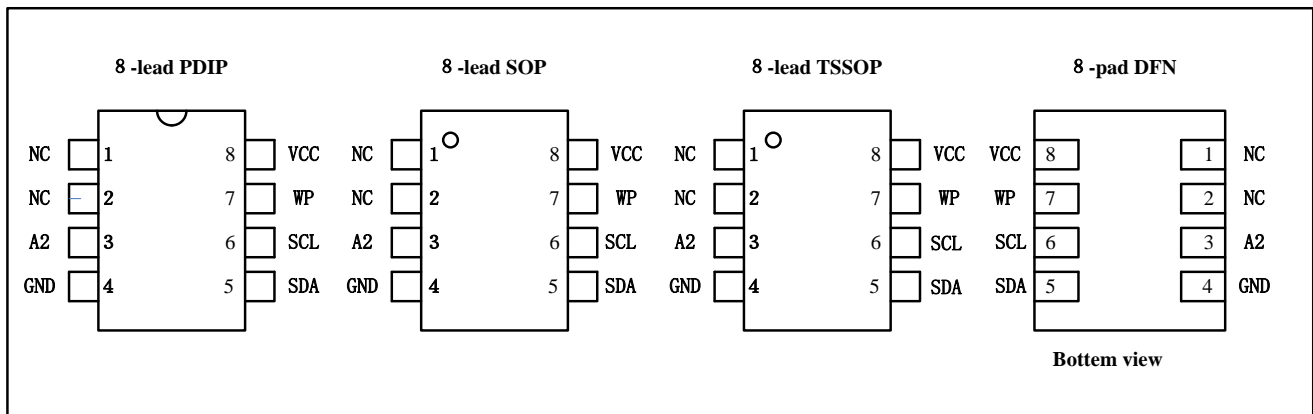 8 -lead PDIP 8 -lead SOP 8 -lead TSSOP 8 -pad DFN
NC 1 8 VCC NC 1 8 VCC NC 1 8 VCC VCC 8 1 NC
NC 2 7 WP NC 2 7 WP NC 2 7 WP WP 7 2 NC
A2 3 6 SCL A2 3 6 SCL A2 3 6 SCL SCL 6 3 A2
GND 4 5 SDA GND 4 5 SDA GND 4 5 SDA SDA 5 4 GND
Bottem view